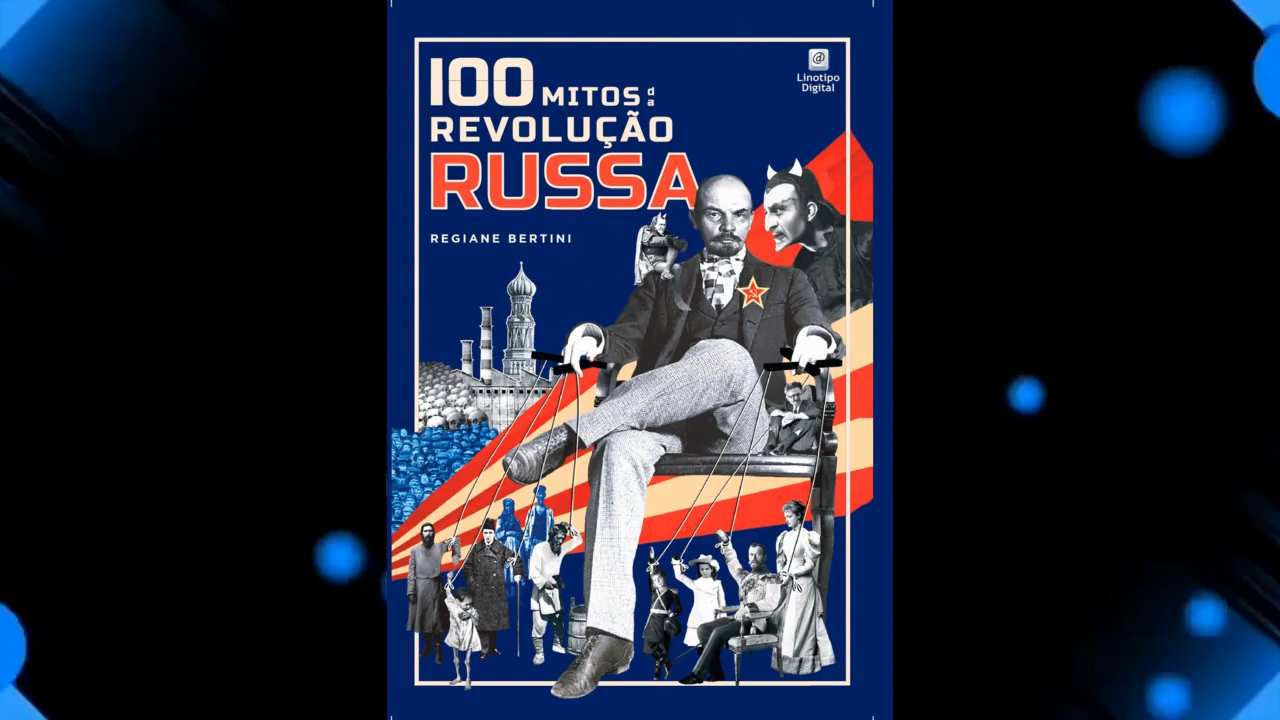 100 MITOS da
REVOLUÇÃO
RUSSA
REGIANE BERTINI
@
Linotipo
Digital